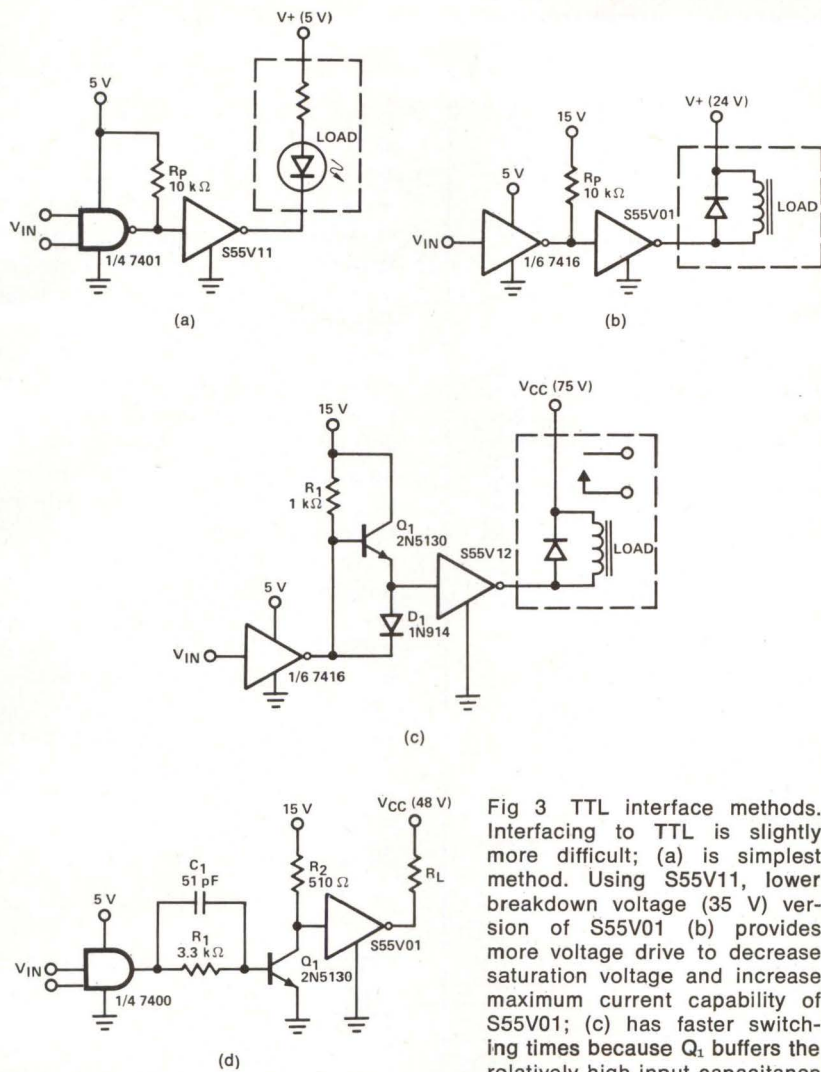 V+ (5 V)
5 V
RP
10 kΩ
LOAD
VIN
1/4 7401
S55V11
(a)
V+ (24 V)
15 V
RP
10 kΩ
5 V
S55V01
LOAD
VIN
1/6 7416
(b)
VCC (75 V)
15 V
R1
1 kΩ
Q1
2N5130
S55V12
LOAD
5 V
D1
1N914
VIN
1/6 7416
(c)
15 V
VCC (48 V)
C1
51 pF
R2
510 Ω
RL
5 V
R1
3.3 kΩ
S55V01
VIN
Q1
2N5130
1/4 7400
(d)
Fig 3 TTL interface methods.
Interfacing to TTL is slightly
more difficult; (a) is simplest
method. Using S55V11, lower
breakdown voltage (35 V) ver-
sion of S55V01 (b) provides
more voltage drive to decrease
saturation voltage and increase
maximum current capability of
S55V01; (c) has faster switch-
ing times because Q1 buffers the
relatively high input capacitance